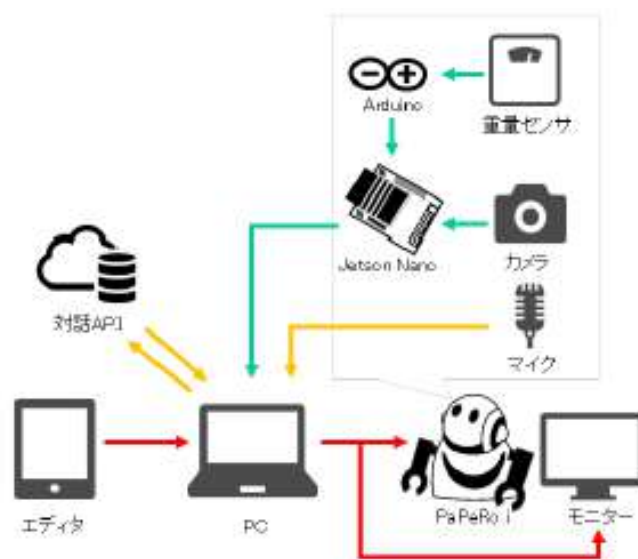 Arduino
重量センサ
Jetson Nano
カメラ
対話API
マイク
エディタ
PC
PaPeRo i
モニター